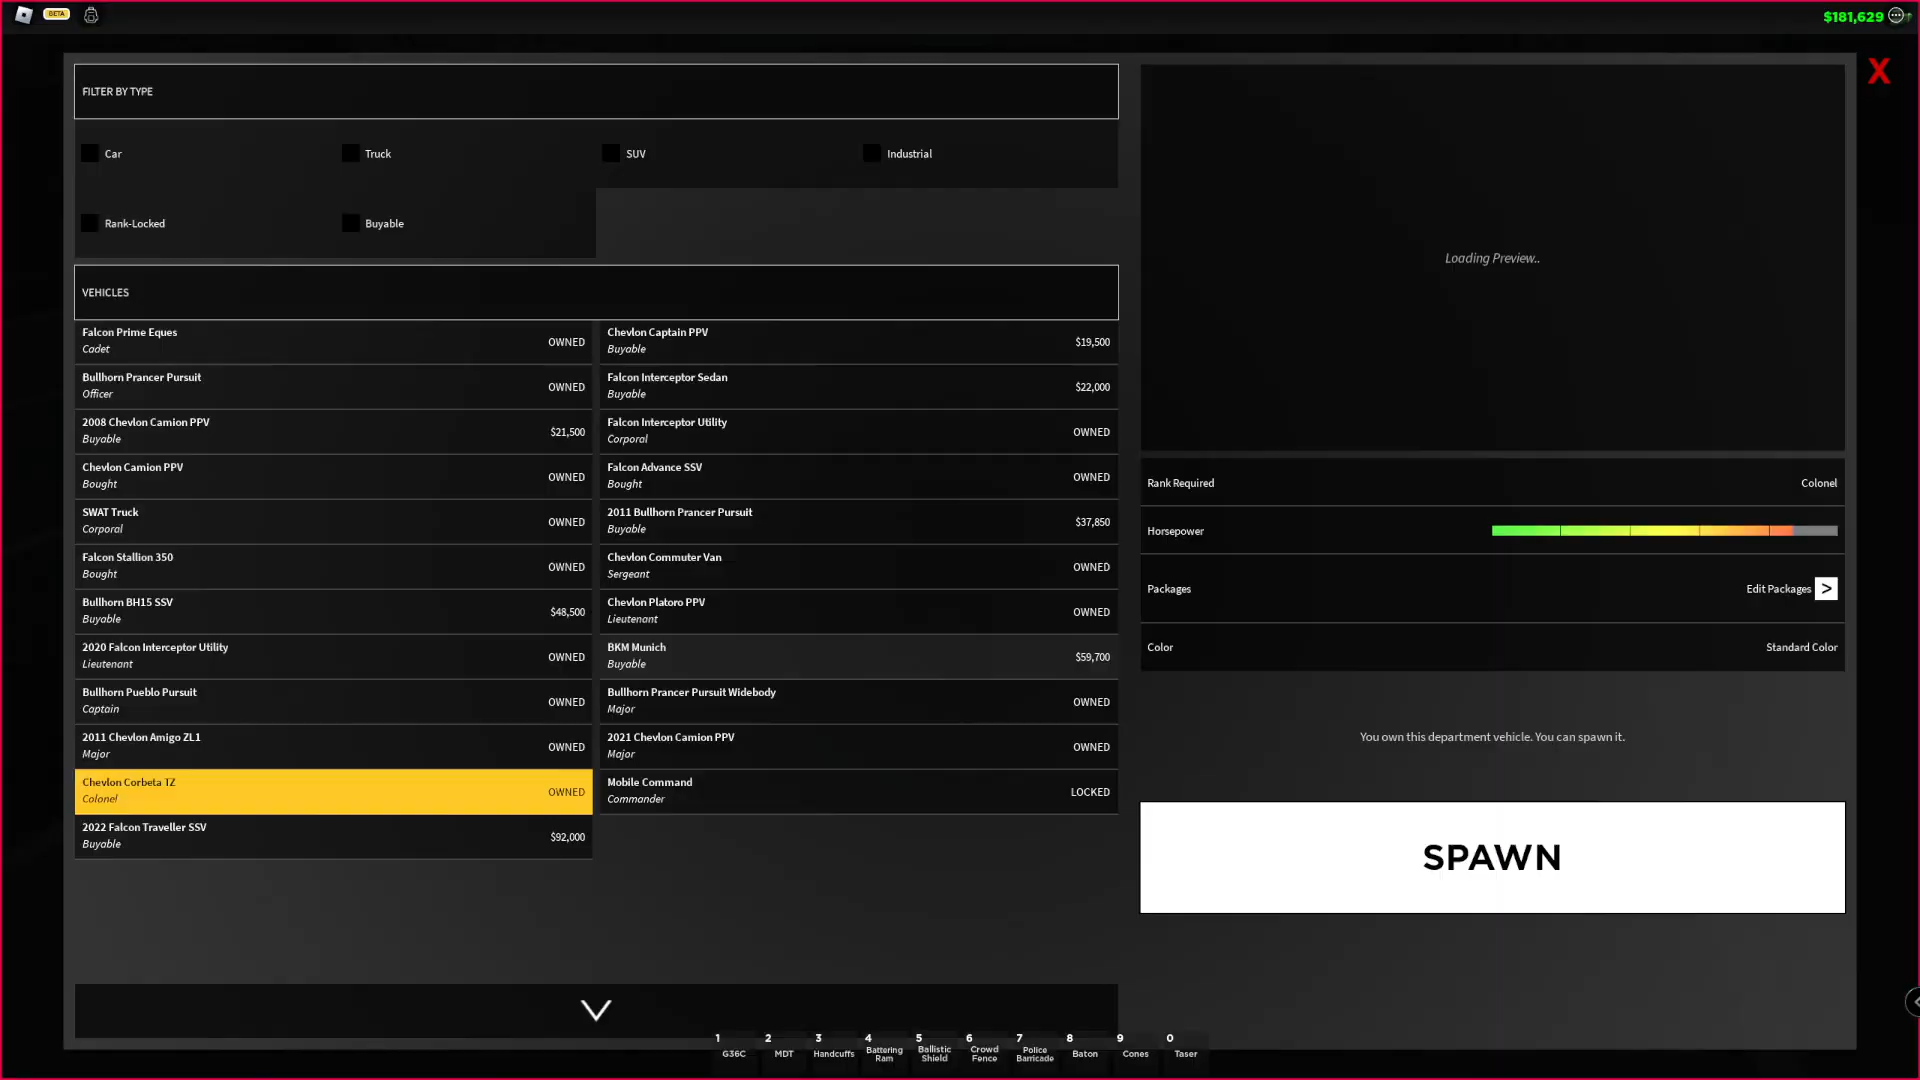 BETA
$181,629
X
FILTER BY TYPE
Car
Truck
SUV
Industrial
Rank-Locked
Buyable
VEHICLES
Falcon Prime Eques
Cadet
OWNED
Chevlon Captain PPV
Buyable
$19,500
Bullhorn Prancer Pursuit
Officer
OWNED
Falcon Interceptor Sedan
Buyable
$22,000
2008 Chevlon Camion PPV
Buyable
$21,500
Falcon Interceptor Utility
Corporal
OWNED
Chevlon Camion PPV
Bought
OWNED
Falcon Advance SSV
Bought
OWNED
SWAT Truck
Corporal
OWNED
2011 Bullhorn Prancer Pursuit
Buyable
$37,850
Falcon Stallion 350
Bought
OWNED
Chevlon Commuter Van
Sergeant
OWNED
Bullhorn BH15 SSV
Buyable
$48,500
Chevlon Platoro PPV
Lieutenant
OWNED
2020 Falcon Interceptor Utility
Lieutenant
OWNED
BKM Munich
Buyable
$59,700
Bullhorn Pueblo Pursuit
Captain
OWNED
Bullhorn Prancer Pursuit Widebody
Major
OWNED
2011 Chevlon Amigo ZL1
Major
OWNED
2021 Chevlon Camion PPV
Major
OWNED
Chevlon Corbeta TZ
Colonel
OWNED
Mobile Command
Commander
LOCKED
2022 Falcon Traveller SSV
Buyable
$92,000
Loading Preview..
Rank Required
Colonel
Horsepower
Packages
Edit Packages >
Color
Standard Color
You own this department vehicle. You can spawn it.
SPAWN
1
G36C
2
MDT
3
Handcuffs
4
Battering
Ram
5
Ballistic
Shield
6
Crowd
Fence
7
Police
Barricade
8
Baton
9
Cones
0
Taser